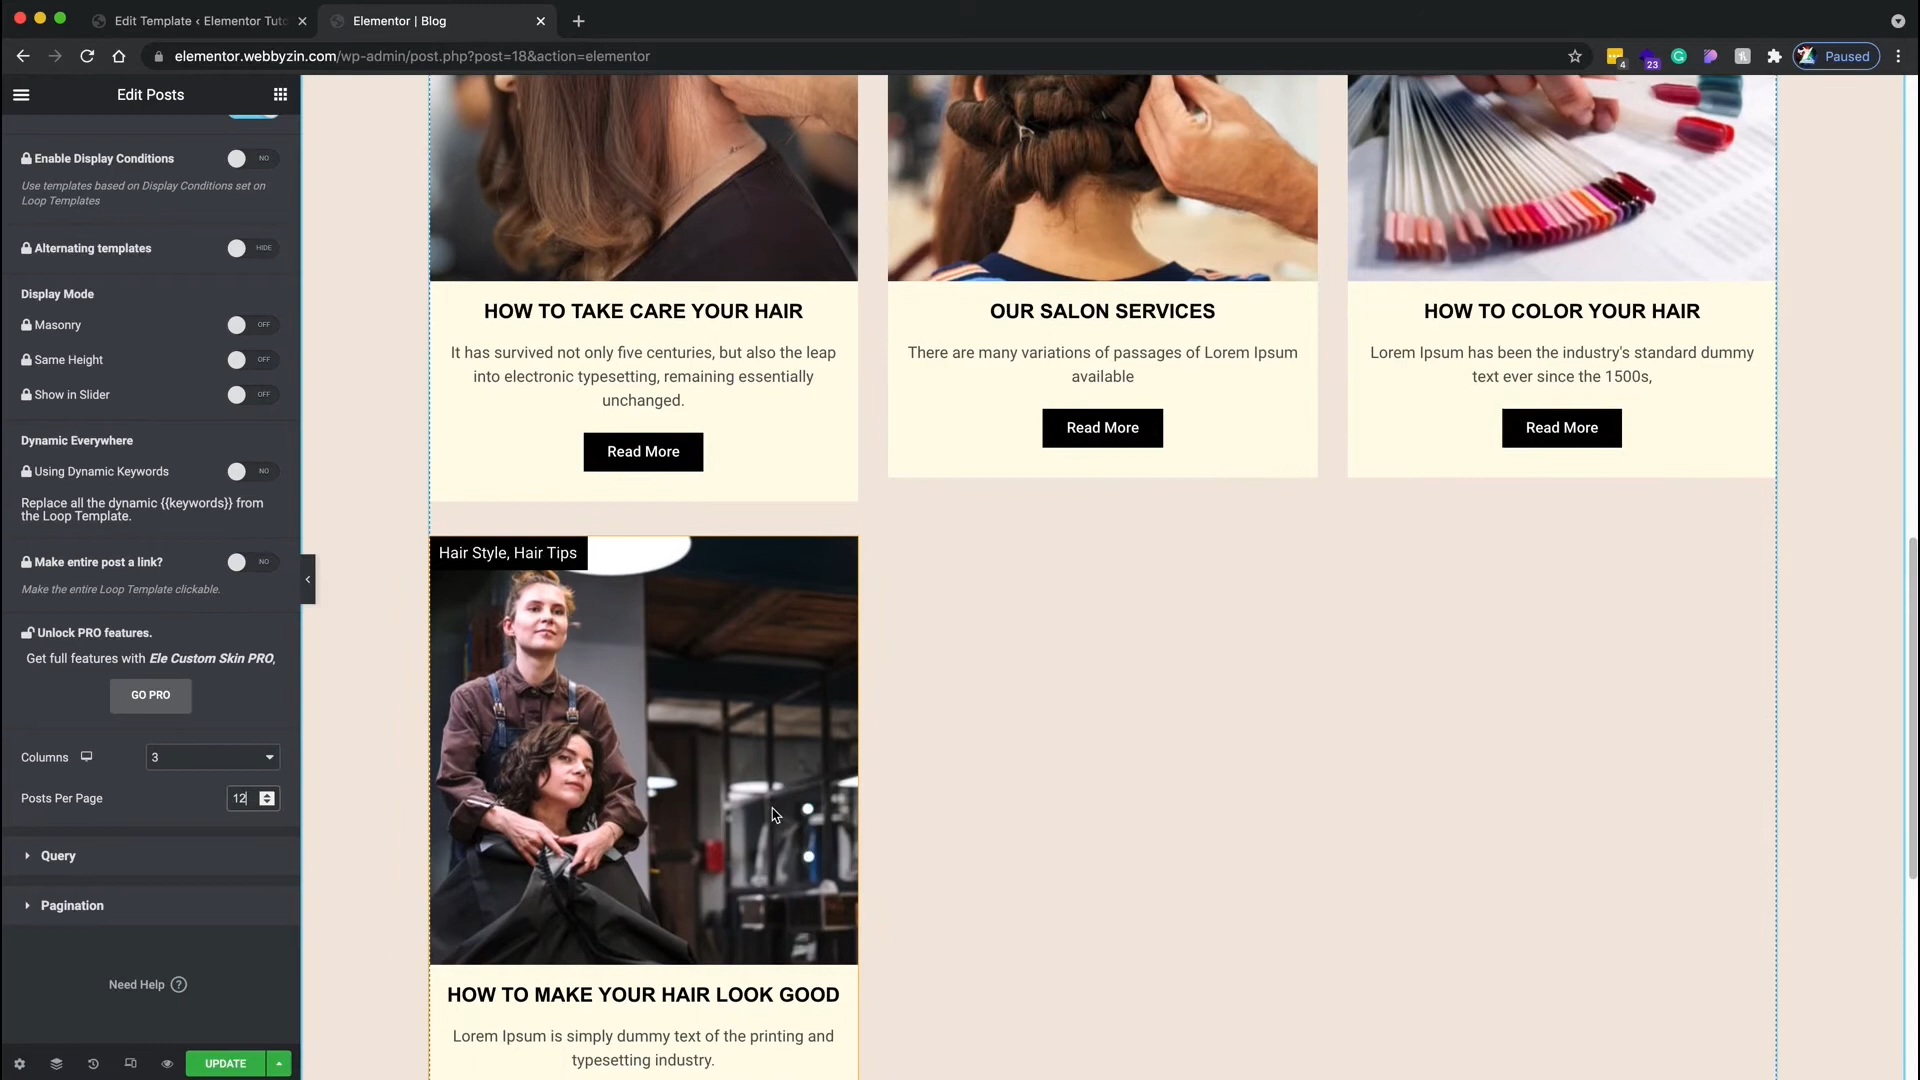 Edit Template ‹ Elementor Tuto
Elementor | Blog
elementor.webbyzin.com/wp-admin/post.php?post=18&action=elementor
4
23
Paused
Edit Posts
Enable Display Conditions
NO
Use templates based on Display Conditions set on
Loop Templates
Alternating templates
HIDE
Display Mode
Masonry
OFF
Same Height
OFF
Show in Slider
OFF
Dynamic Everywhere
Using Dynamic Keywords
NO
Replace all the dynamic {{keywords}} from
the Loop Template.
Make entire post a link?
NO
Make the entire Loop Template clickable.
Unlock PRO features.
Get full features with Ele Custom Skin PRO,
GO PRO
Columns
3
Posts Per Page
12
Query
Pagination
Need Help ?
UPDATE
HOW TO TAKE CARE YOUR HAIR
It has survived not only five centuries, but also the leap
into electronic typesetting, remaining essentially
unchanged.
Read More
OUR SALON SERVICES
There are many variations of passages of Lorem Ipsum
available
Read More
HOW TO COLOR YOUR HAIR
Lorem Ipsum has been the industry's standard dummy
text ever since the 1500s,
Read More
Hair Style, Hair Tips
HOW TO MAKE YOUR HAIR LOOK GOOD
Lorem Ipsum is simply dummy text of the printing and
typesetting industry.